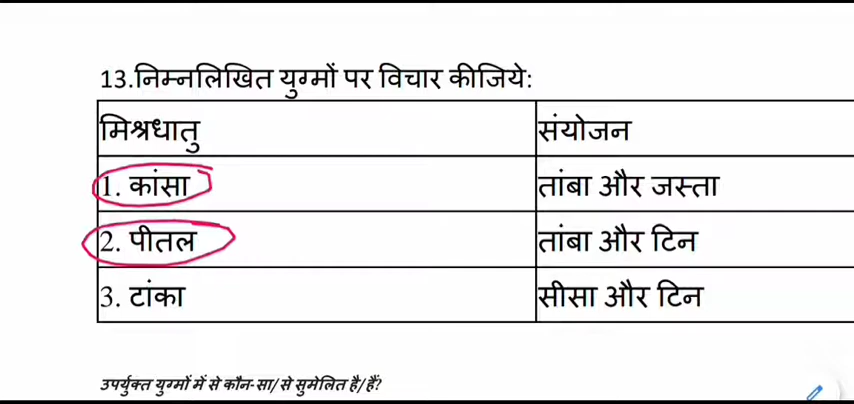 13.निम्नलिखित युग्मों पर विचार कीजिये:
मिश्रधातु संयोजन
1. कांसा तांबा और जस्ता
2. पीतल तांबा और टिन
3. टांका सीसा और टिन
उपर्युक्त युग्मों में से कौन-सा/से सुमेलित है/हैं?